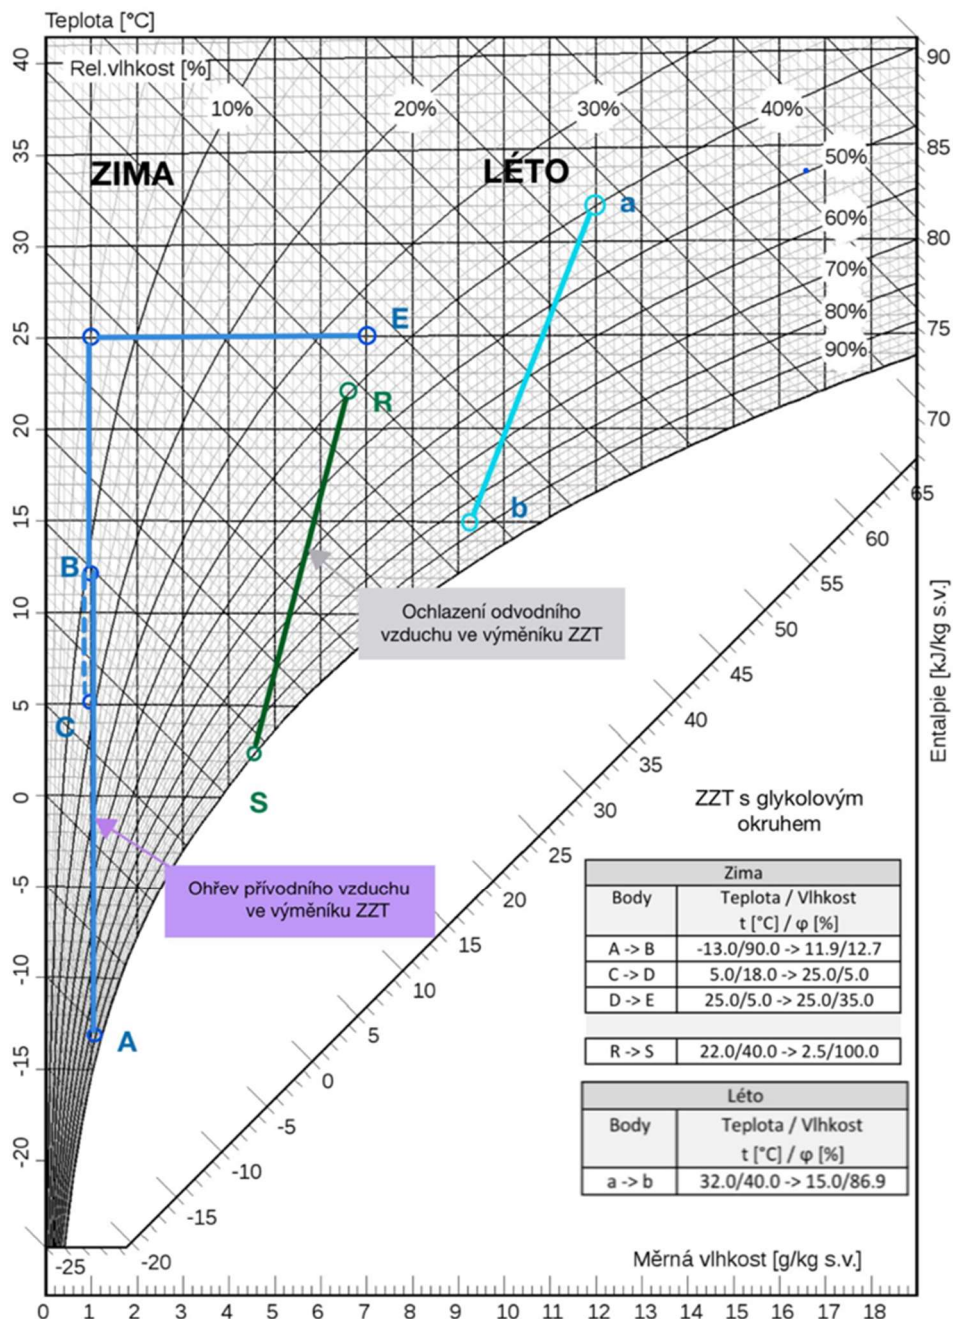 Teplota [°C]
Rel.vlhkost [%]
10%
20%
30%
40%
50%
60%
70%
80%
90%
ZIMA
LÉTO
a
b
E
R
B
C
S
A
40
35
30
25
20
15
10
5
0
-5
-10
-15
-20
90
85
80
75
70
65
60
55
50
45
40
35
30
25
20
15
10
5
0
-5
-10
-15
-20
-25
Entalpie [kJ/kg s.v.]
Ochlazení odvodního
vzduchu ve výměníku ZZT
Ohřev přívodního vzduchu
ve výměníku ZZT
ZZT s glykolovým
okruhem
Zima
Body Teplota / Vlhkost
t [°C] / φ [%]
A -> B -13.0/90.0 -> 11.9/12.7
C -> D 5.0/18.0 -> 25.0/5.0
D -> E 25.0/5.0 -> 25.0/35.0
R -> S 22.0/40.0 -> 2.5/100.0
Léto
Body Teplota / Vlhkost
t [°C] / φ [%]
a -> b 32.0/40.0 -> 15.0/86.9
Měrná vlhkost [g/kg s.v.]
0 1 2 3 4 5 6 7 8 9 10 11 12 13 14 15 16 17 18